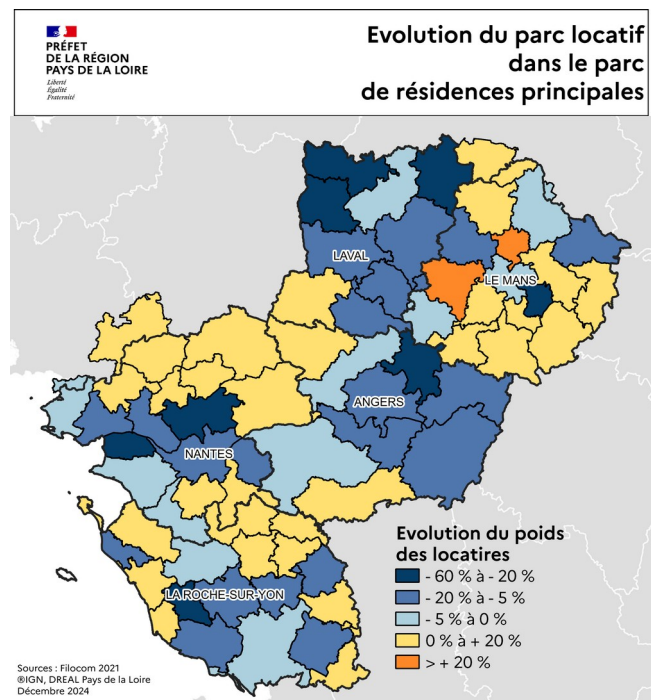 PRÉFET
DE LA RÉGION
PAYS DE LA LOIRE
Liberté
Égalité
Fraternité
Evolution du parc locatif
dans le parc
de résidences principales
LAVAL
LE MANS
ANGERS
NANTES
LA ROCHE-SUR-YON
Evolution du poids
des locatires
- 60 % à - 20 %
- 20 % à - 5 %
- 5 % à 0 %
0 % à + 20 %
> + 20 %
Sources : Filocom 2021
®IGN, DREAL Pays de la Loire
Décembre 2024